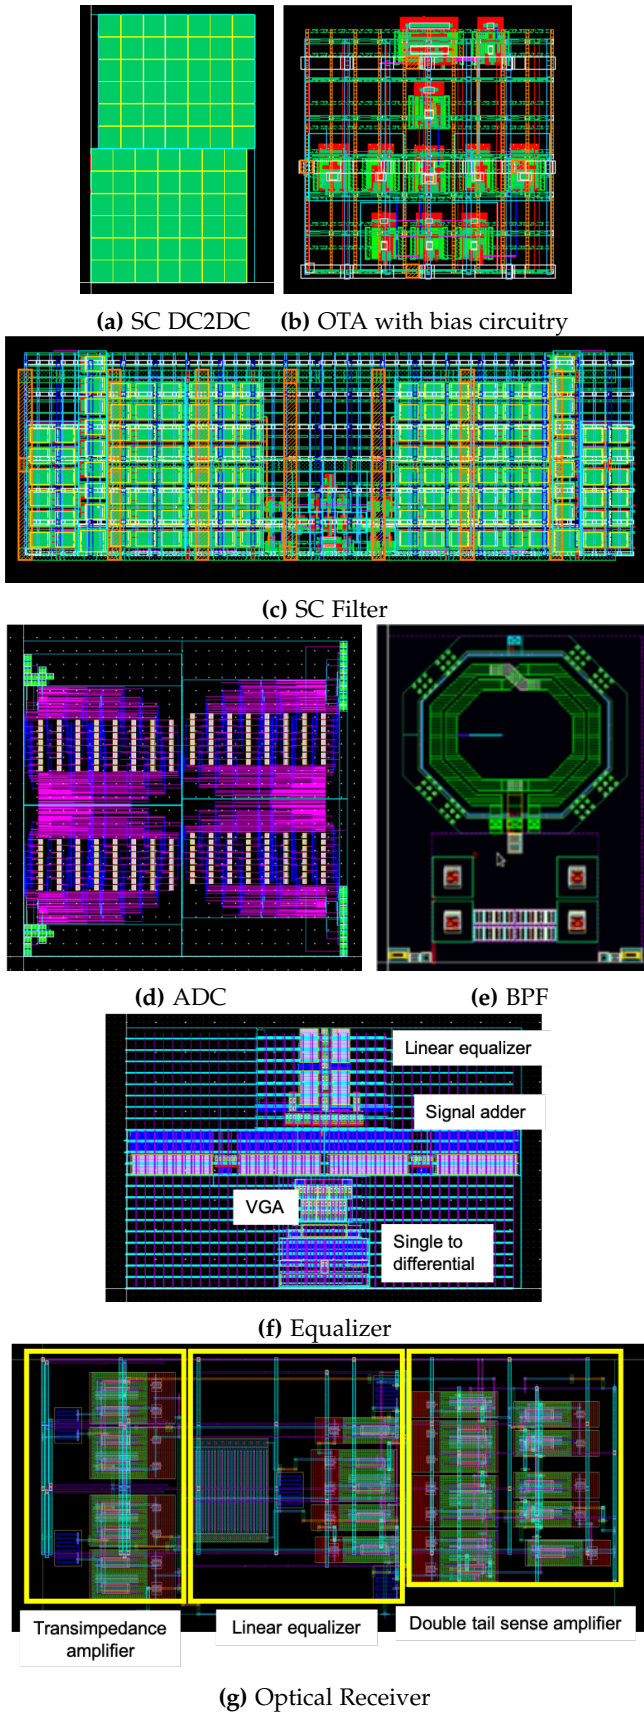 (a) SC DC2DC (b) OTA with bias circuitry
(c) SC Filter
(d) ADC (e) BPF
Linear equalizer
Signal adder
VGA
Single to
differential
(f) Equalizer
Transimpedance
amplifier
Linear equalizer
Double tail sense amplifier
(g) Optical Receiver